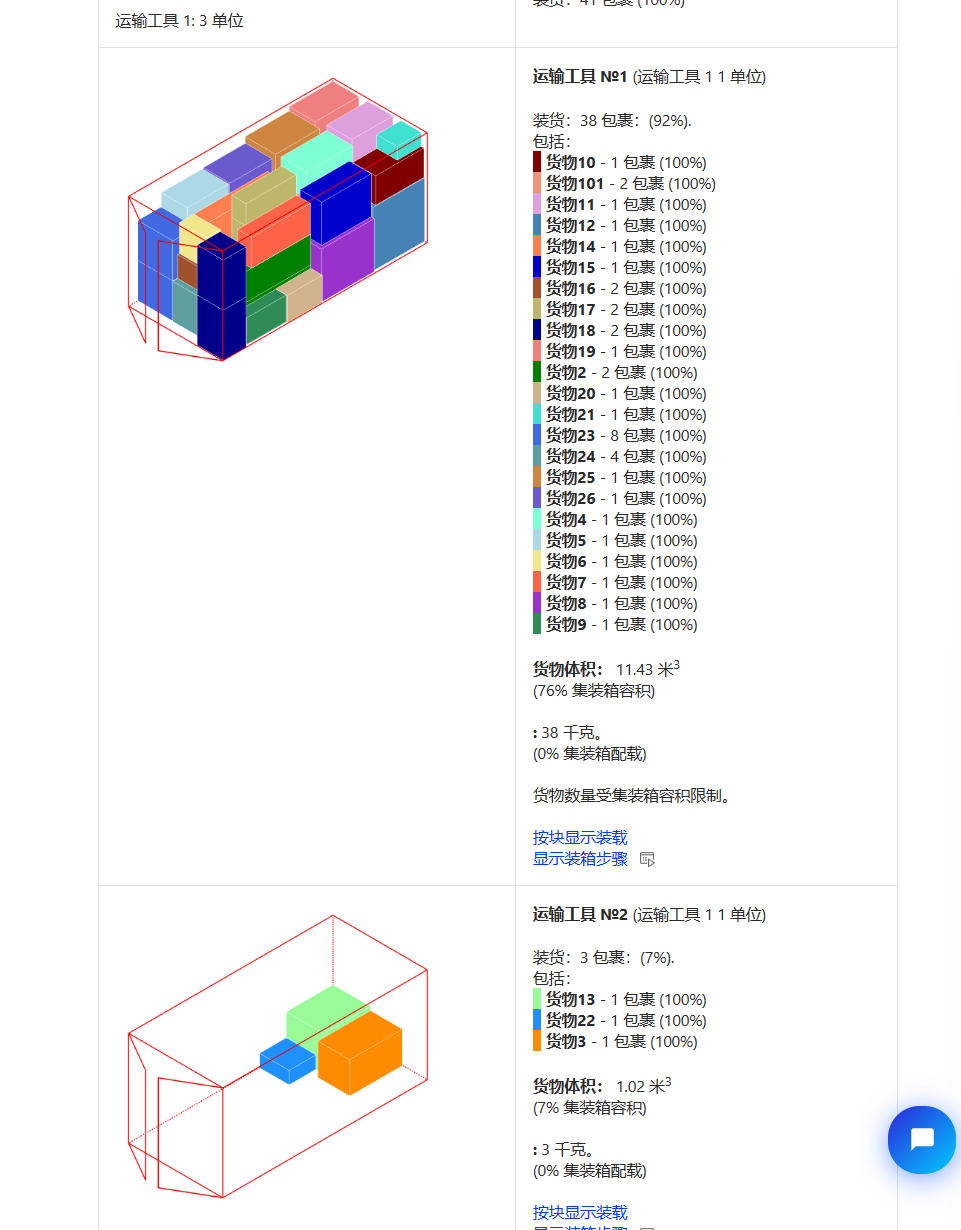 运输工具 1: 3 单位
装货：41 包裹 (100%)
运输工具 №1 (运输工具 1 1 单位)
装货：38 包裹：(92%).
包括：
货物10 - 1 包裹 (100%)
货物101 - 2 包裹 (100%)
货物11 - 1 包裹 (100%)
货物12 - 1 包裹 (100%)
货物14 - 1 包裹 (100%)
货物15 - 1 包裹 (100%)
货物16 - 2 包裹 (100%)
货物17 - 2 包裹 (100%)
货物18 - 2 包裹 (100%)
货物19 - 1 包裹 (100%)
货物2 - 2 包裹 (100%)
货物20 - 1 包裹 (100%)
货物21 - 1 包裹 (100%)
货物23 - 8 包裹 (100%)
货物24 - 4 包裹 (100%)
货物25 - 1 包裹 (100%)
货物26 - 1 包裹 (100%)
货物4 - 1 包裹 (100%)
货物5 - 1 包裹 (100%)
货物6 - 1 包裹 (100%)
货物7 - 1 包裹 (100%)
货物8 - 1 包裹 (100%)
货物9 - 1 包裹 (100%)
货物体积： 11.43 米3
(76% 集装箱容积)
: 38 千克。
(0% 集装箱配载)
货物数量受集装箱容积限制。
按块显示装载
显示装箱步骤
运输工具 №2 (运输工具 1 1 单位)
装货：3 包裹：(7%).
包括：
货物13 - 1 包裹 (100%)
货物22 - 1 包裹 (100%)
货物3 - 1 包裹 (100%)
货物体积： 1.02 米3
(7% 集装箱容积)
: 3 千克。
(0% 集装箱配载)
按块显示装载
显示装箱步骤